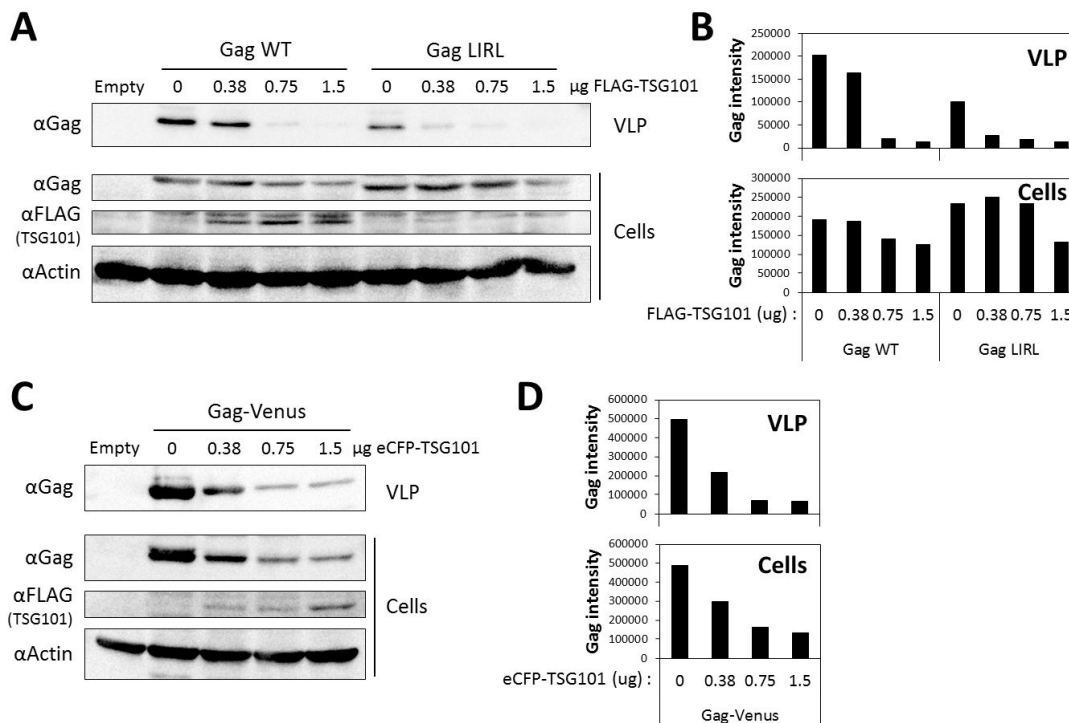 A
Gag WT Gag LIRL
Empty 0 0.38 0.75 1.5 0 0.38 0.75 1.5 µg FLAG-TSG101
αGag VLP
αGag
αFLAG
(TSG101)
Cells
αActin
B
VLP
Gag intensity
250000
200000
150000
100000
50000
0
Cells
Gag intensity
300000
250000
200000
150000
100000
50000
0
FLAG-TSG101 (ug) : 0 0.38 0.75 1.5 0 0.38 0.75 1.5
Gag WT Gag LIRL
C
Gag-Venus
Empty 0 0.38 0.75 1.5 µg eCFP-TSG101
αGag VLP
αGag
αFLAG
(TSG101)
Cells
αActin
D
VLP
Gag intensity
600000
500000
400000
300000
200000
100000
0
Cells
Gag intensity
600000
500000
400000
300000
200000
100000
0
eCFP-TSG101 (ug) : 0 0.38 0.75 1.5
Gag-Venus